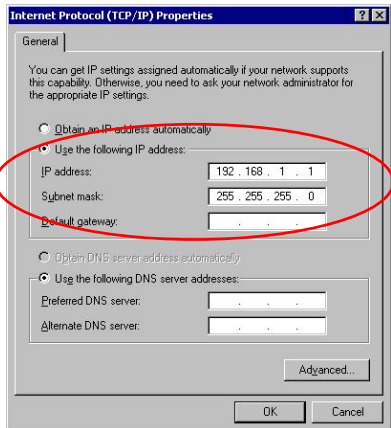 Internet Protocol (TCP/IP) Properties
General
You can get IP settings assigned automatically if your network supports
this capability. Otherwise, you need to ask your network administrator for
the appropriate IP settings.
Obtain an IP address automatically
Use the following IP address:
IP address: 192 . 168 . 1 . 1
Subnet mask: 255 . 255 . 255 . 0
Default gateway: . . .
Obtain DNS server address automatically
Use the following DNS server addresses:
Preferred DNS server: . . .
Alternate DNS server: . . .
Advanced...
OK Cancel